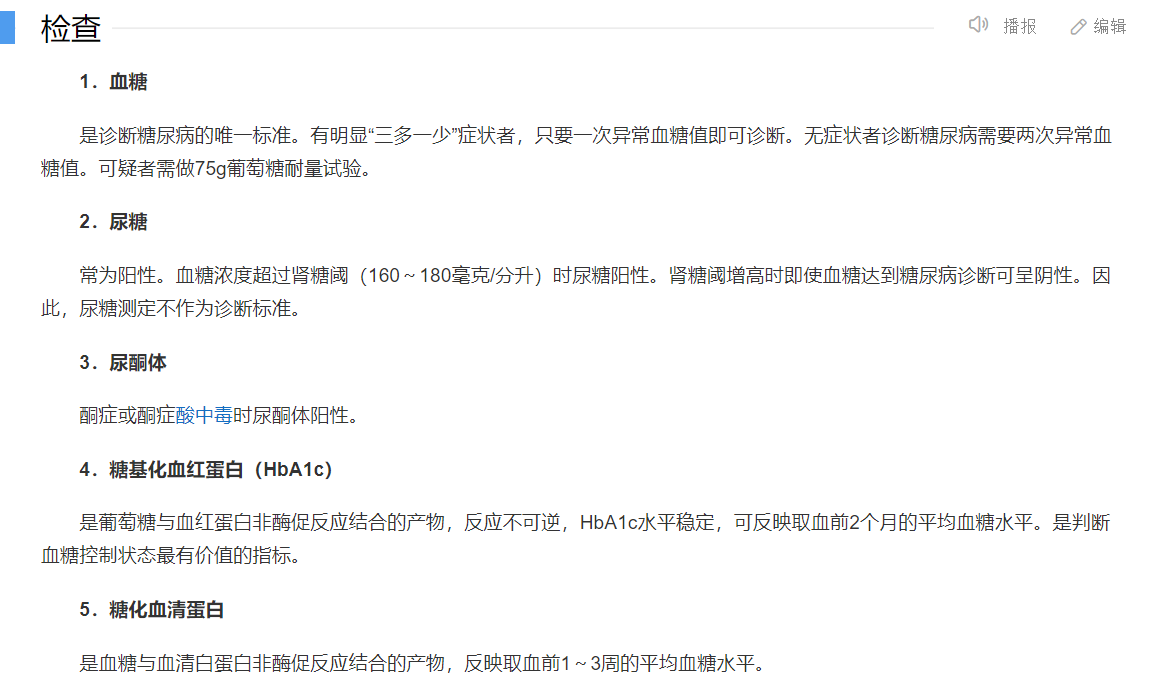 检查
播报
编辑
1．血糖
是诊断糖尿病的唯一标准。有明显“三多一少”症状者，只要一次异常血糖值即可诊断。无症状者诊断糖尿病需要两次异常血
糖值。可疑者需做75g葡萄糖耐量试验。
2．尿糖
常为阳性。血糖浓度超过肾糖阈（160～180毫克/分升）时尿糖阳性。肾糖阈增高时即使血糖达到糖尿病诊断可呈阴性。因
此，尿糖测定不作为诊断标准。
3．尿酮体
酮症或酮症酸中毒时尿酮体阳性。
4．糖基化血红蛋白（HbA1c）
是葡萄糖与血红蛋白非酶促反应结合的产物，反应不可逆，HbA1c水平稳定，可反映取血前2个月的平均血糖水平。是判断
血糖控制状态最有价值的指标。
5．糖化血清蛋白
是血糖与血清白蛋白非酶促反应结合的产物，反映取血前1～3周的平均血糖水平。